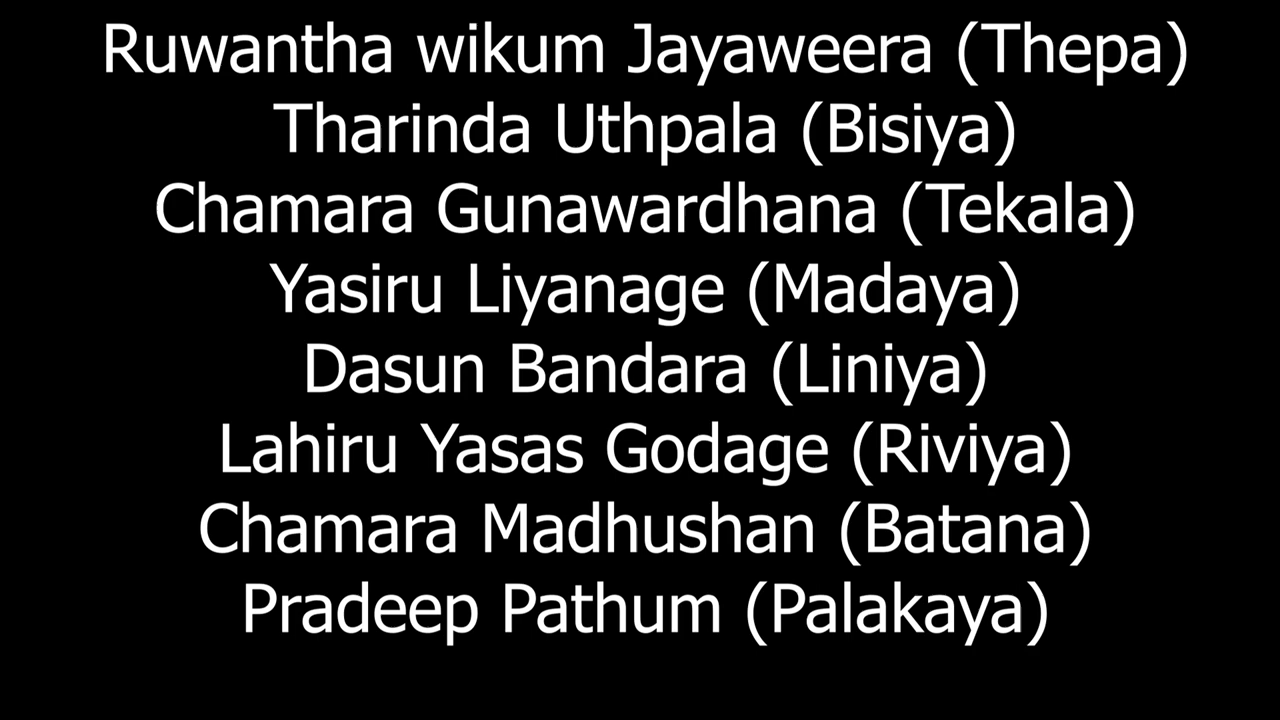 Ruwantha wikum Jayaweera (Thepa)
Tharinda Uthpala (Bisiya)
Chamara Gunawardhana (Tekala)
Yasiru Liyanage (Madaya)
Dasun Bandara (Liniya)
Lahiru Yasas Godage (Riviya)
Chamara Madhushan (Batana)
Pradeep Pathum (Palakaya)